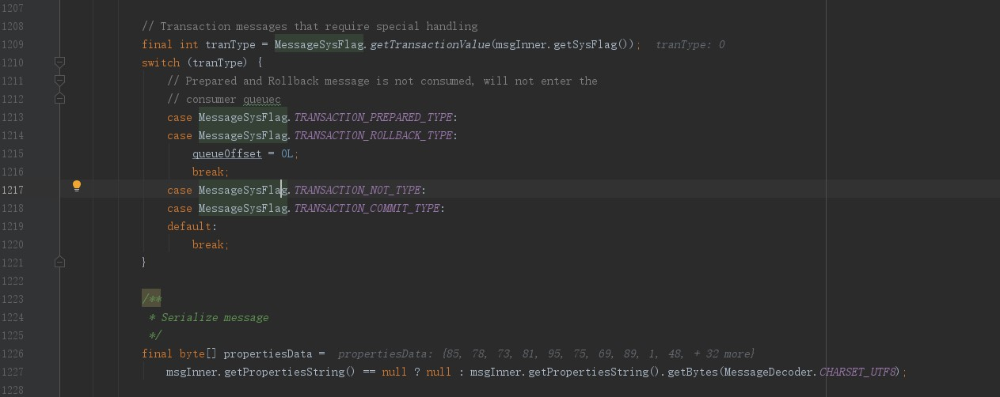 1207
1208 // Transaction messages that require special handling
1209 final int tranType = MessageSysFlag.getTransactionValue(msgInner.getSysFlag()); tranType: 0
1210 switch (tranType) {
1211 // Prepared and Rollback message is not consumed, will not enter the
1212 // consumer queuec
1213 case MessageSysFlag.TRANSACTION_PREPARED_TYPE:
1214 case MessageSysFlag.TRANSACTION_ROLLBACK_TYPE:
1215 queueOffset = 0L;
1216 break;
1217 case MessageSysFlag.TRANSACTION_NOT_TYPE:
1218 case MessageSysFlag.TRANSACTION_COMMIT_TYPE:
1219 default:
1220 break;
1221 }
1222
1223 /**
1224 * Serialize message
1225 */
1226 final byte[] propertiesData = propertiesData: {85, 78, 73, 81, 95, 75, 69, 89, 1, 48, + 32 more}
1227 msgInner.getPropertiesString() == null ? null : msgInner.getPropertiesString().getBytes(MessageDecoder.CHARSET_UTF8);
1228